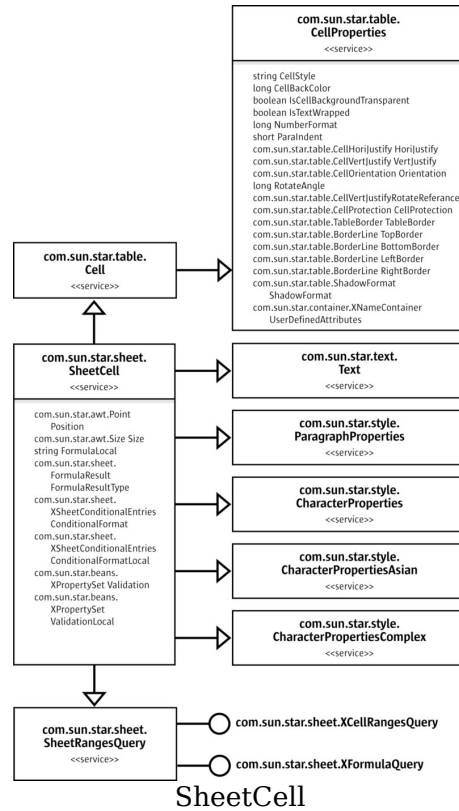 com.sun.star.table.
CellProperties
<<service>>
string CellStyle
long CellBackColor
boolean IsCellBackgroundTransparent
boolean IsTextWrapped
long NumberFormat
short ParaIndent
com.sun.star.table.CellHoriJustify HoriJustify
com.sun.star.table.CellVertJustify VertJustify
com.sun.star.table.CellOrientation Orientation
long RotateAngle
com.sun.star.table.CellVertJustifyRotateReferance
com.sun.star.table.CellProtection CellProtection
com.sun.star.table.TableBorder TableBorder
com.sun.star.table.BorderLine TopBorder
com.sun.star.table.BorderLine BottomBorder
com.sun.star.table.BorderLine LeftBorder
com.sun.star.table.BorderLine RightBorder
com.sun.star.table.ShadowFormat
ShadowFormat
com.sun.star.container.XNameContainer
UserDefinedAttributes
com.sun.star.table.
Cell
<<service>>
com.sun.star.sheet.
SheetCell
<<service>>
com.sun.star.awt.Point
Position
com.sun.star.awt.Size Size
string FormulaLocal
com.sun.star.sheet.
FormulaResult
FormulaResultType
com.sun.star.sheet.
XSheetConditionalEntries
ConditionalFormat
com.sun.star.sheet.
XSheetConditionalEntries
ConditionalFormatLocal
com.sun.star.beans.
XPropertySet Validation
com.sun.star.beans.
XPropertySet
ValidationLocal
com.sun.star.text.
Text
<<service>>
com.sun.star.style.
ParagraphProperties
<<service>>
com.sun.star.style.
CharacterProperties
<<service>>
com.sun.star.style.
CharacterPropertiesAsian
<<service>>
com.sun.star.style.
CharacterPropertiesComplex
<<service>>
com.sun.star.sheet.
SheetRangesQuery
<<service>>
com.sun.star.sheet.XCellRangesQuery
com.sun.star.sheet.XFormulaQuery
SheetCell